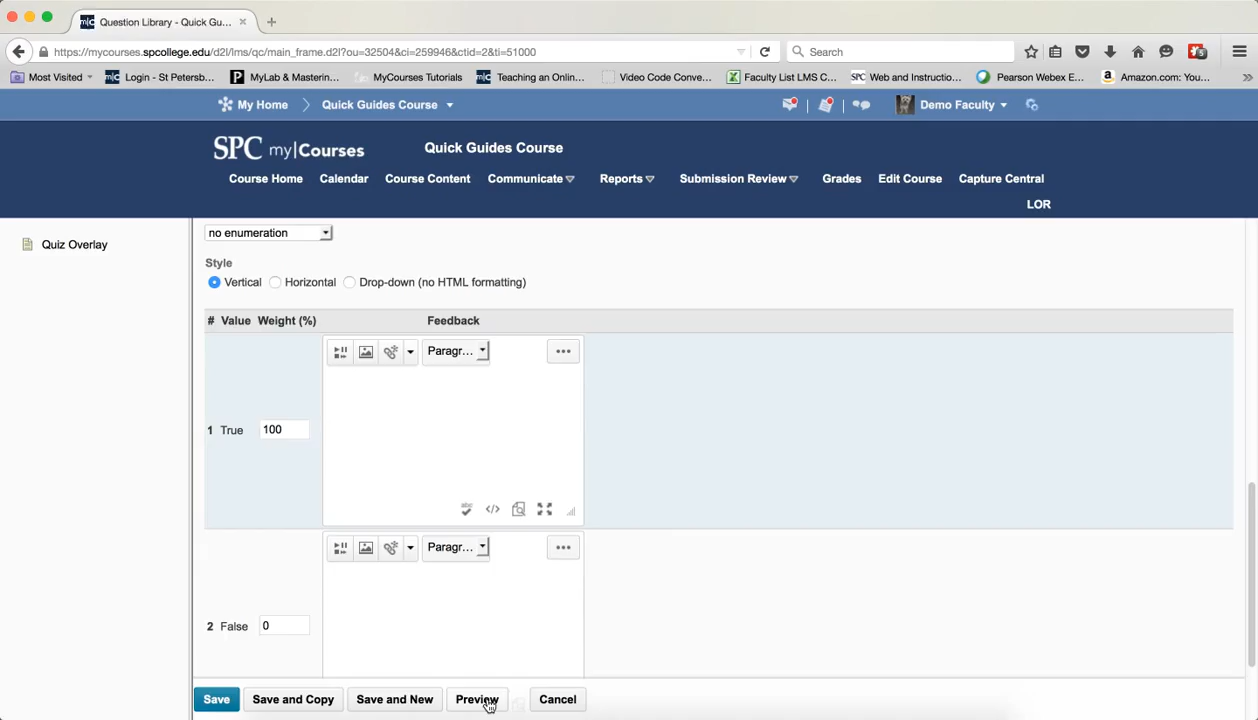 Question Library - Quick Gu...
https://mycourses.spcollege.edu/d2l/lms/qc/main_frame.d2l?ou=32504&ci=259946&ctid=2&ti=51000
Search
5
Most Visited
m|c Login - St Petersb...
P MyLab & Mastering...
MyCourses Tutorials
m|c Teaching an Onlin...
Video Code Conve...
Faculty List LMS C...
SPC Web and Instructio...
Pearson Webex E...
a Amazon.com: You...
My Home
Quick Guides Course
Demo Faculty
SPC my|Courses
Quick Guides Course
Course Home Calendar Course Content Communicate Reports Submission Review Grades Edit Course Capture Central
LOR
Quiz Overlay
no enumeration
Style
Vertical Horizontal Drop-down (no HTML formatting)
# Value Weight (%) Feedback
Paragr...
1 True 100
abc
Paragr...
2 False 0
Save Save and Copy Save and New Preview Cancel